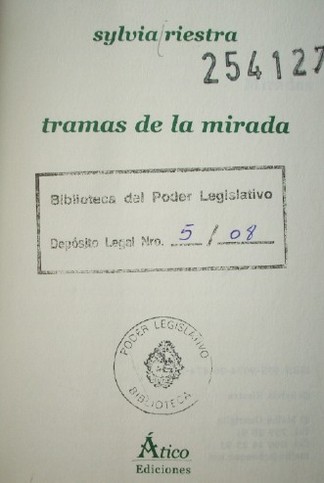 sylvia riestra
254127
tramas de la mirada
Biblioteca del Poder Legislativo
Depósito Legal Nro. 5 / 08
PODER LEGISLATIVO
BIBLIOTECA
Ático
Ediciones